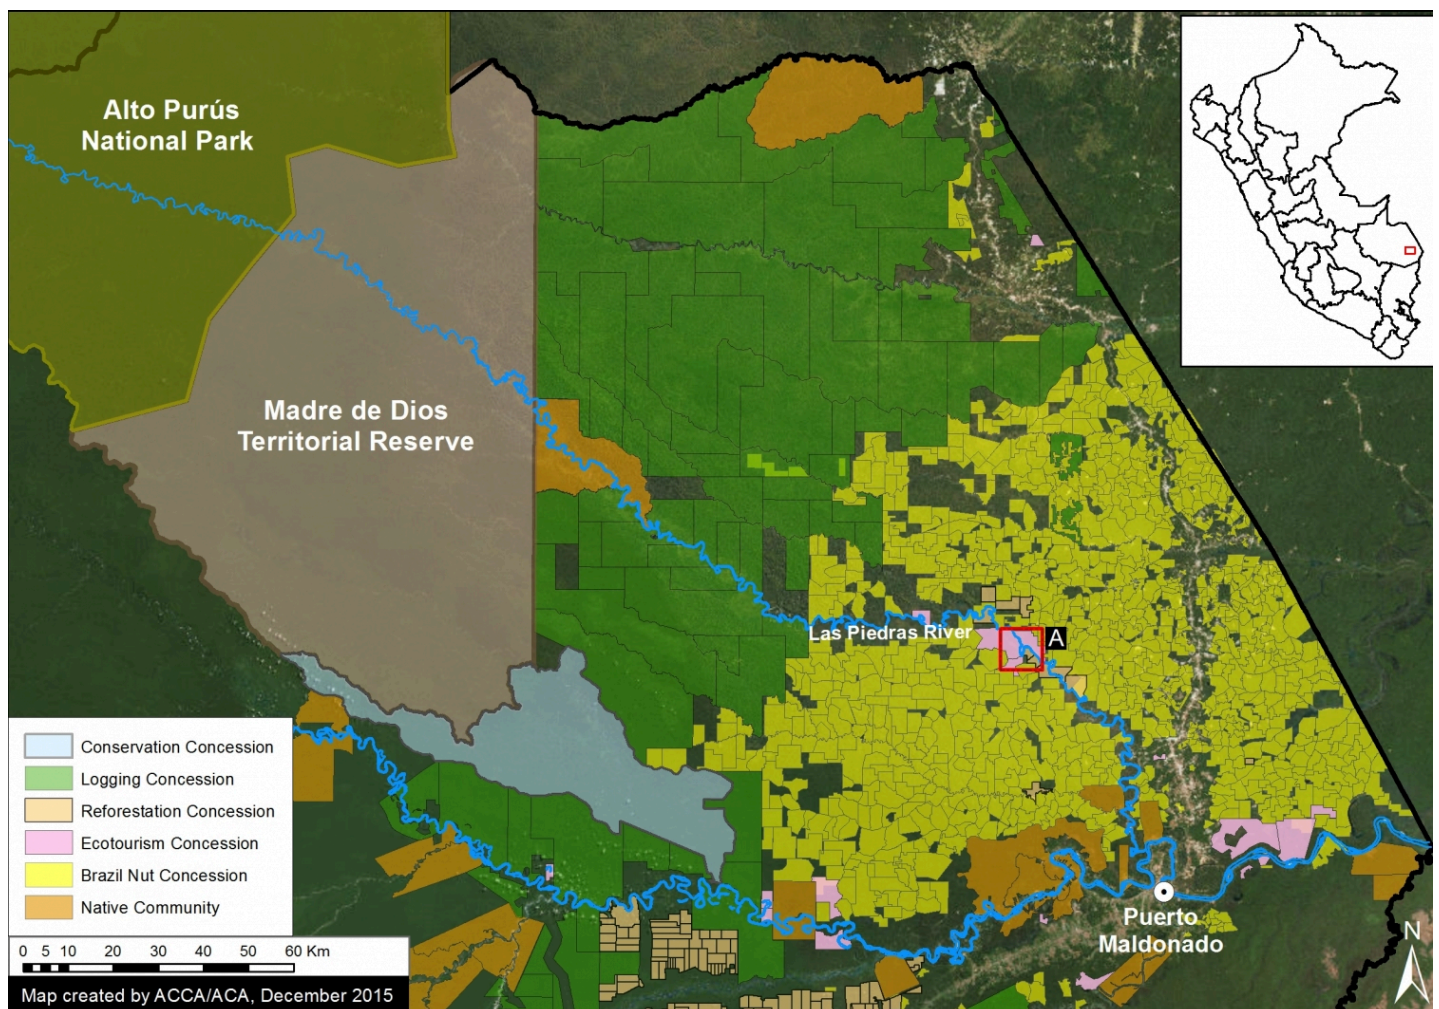 Alto Purús
National Park
Madre de Dios
Territorial Reserve
Las Piedras River
A
Conservation Concession
Logging Concession
Reforestation Concession
Ecotourism Concession
Brazil Nut Concession
Native Community
Puerto
Maldonado
N
0 5 10 20 30 40 50 60 Km
Map created by ACCA/ACA, December 2015